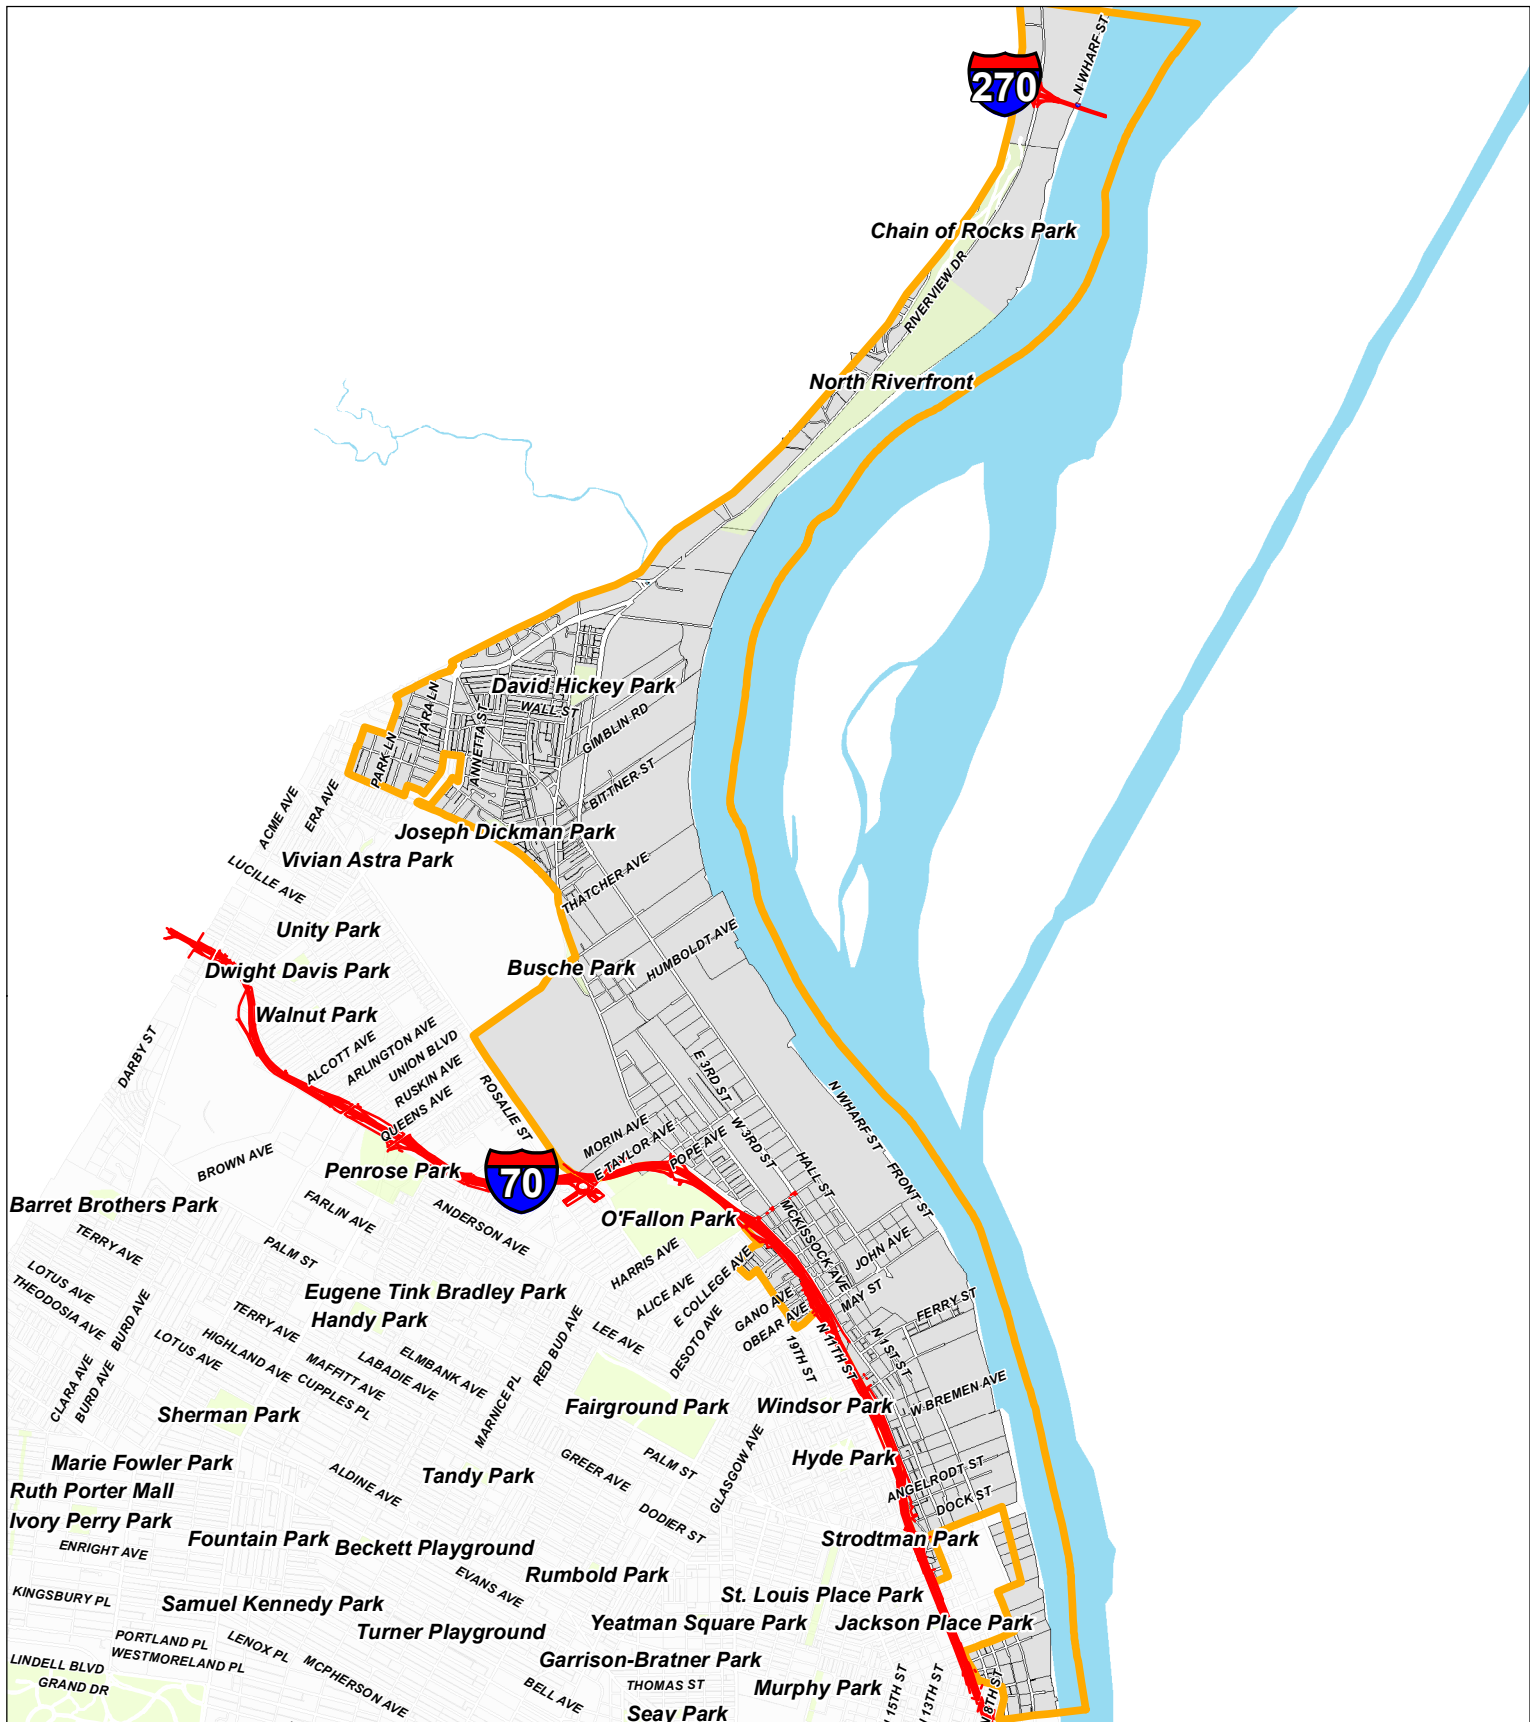 N WHARF ST
270
Chain of Rocks Park
RIVERVIEW DR
North Riverfront
David Hickey Park
TARA LN
WALL ST
ANNETTA ST
GIMBLIN RD
PARK LN
BITTNER ST
ACME AVE
ERA AVE
Joseph Dickman Park
Vivian Astra Park
LUCILLE AVE
THATCHER AVE
Unity Park
HUMBOLDT AVE
Dwight Davis Park
Busche Park
Walnut Park
DARBY ST
ALCOTT AVE
ARLINGTON AVE
UNION BLVD
RUSKIN AVE
QUEENS AVE
ROSALIE ST
E 3RD ST
N WHARF ST
MORIN AVE
E TAYLOR AVE
POPE AVE
W 3RD ST
HALL ST
FRONT ST
BROWN AVE
Penrose Park
70
Barret Brothers Park
FARLIN AVE
ANDERSON AVE
O'Fallon Park
MCKISSOCK AVE
TERRY AVE
PALM ST
HARRIS AVE
JOHN AVE
LOTUS AVE
THEODOSIA AVE
BURD AVE
Eugene Tink Bradley Park
ALICE AVE
E COLLEGE AVE
MAY ST
Handy Park
TERRY AVE
GANO AVE
OBEAR AVE
FERRY ST
LOTUS AVE
HIGHLAND AVE
RED BUD AVE
LEE AVE
DESOTO AVE
19TH ST
N 11TH ST
N 1ST ST
CLARA AVE
BURD AVE
CUPPLES PL
MAFFITT AVE
LABADIE AVE
ELMBANK AVE
MARNICE PL
Sherman Park
Fairground Park
Windsor Park
W BREMEN AVE
Marie Fowler Park
ALDINE AVE
Tandy Park
GREER AVE
PALM ST
GLASGOW AVE
Hyde Park
ANGELRODT ST
Ruth Porter Mall
DOCK ST
Ivory Perry Park
DODIER ST
ENRIGHT AVE
Fountain Park
Beckett Playground
Strodtman Park
KINGSBURY PL
EVANS AVE
Rumbold Park
Samuel Kennedy Park
St. Louis Place Park
Turner Playground
Yeatman Square Park
Jackson Place Park
PORTLAND PL
LENOX PL
WESTMORELAND PL
LINDELL BLVD
GRAND DR
MCPHERSON AVE
Garrison-Bratner Park
BELL AVE
THOMAS ST
Murphy Park
15TH ST
13TH ST
N 8TH ST
Seay Park